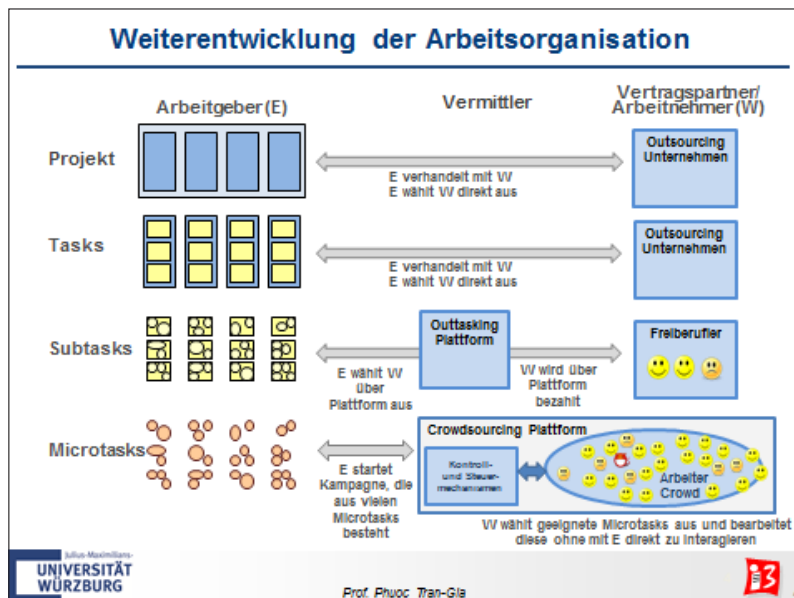 Weiterentwicklung der Arbeitsorganisation
Arbeitgeber(E)
Vermittler
Vertragspartner/
Arbeitnehmer(W)
Projekt
E verhandelt mit W
E wählt W direkt aus
Outsourcing
Unternehmen
Tasks
E verhandelt mit W
E wählt W direkt aus
Outsourcing
Unternehmen
Subtasks
E wählt W
über
Plattform aus
Outtasking
Plattform
W wird über
Plattform
bezahlt
Freiberufler
Microtasks
E startet
Kampagne, die
aus vielen
Microtasks
besteht
Crowdsourcing Plattform
Kontroll-
und Steuer-
mechanismen
Arbeiter
Crowd
W wählt geeignete Microtasks aus und bearbeitet
diese ohne mit E direkt zu interagieren
Julius-Maximilians-
UNIVERSITÄT
WÜRZBURG
Prof. Phuoc Tran-Gia
i3